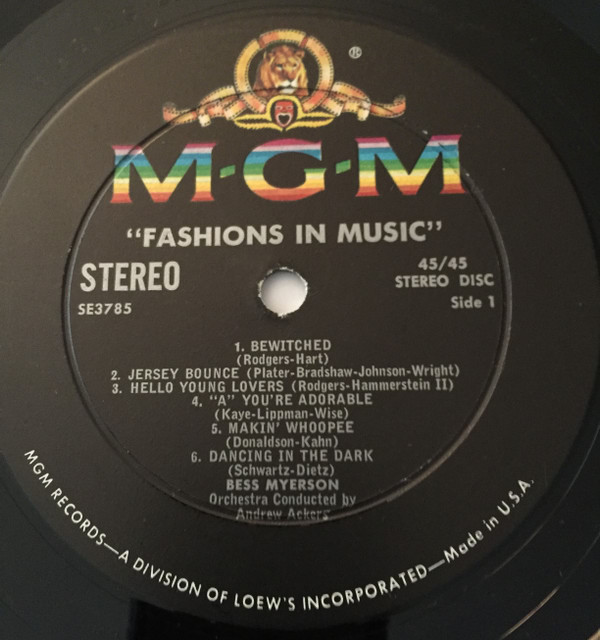 ®
M-G-M
"FASHIONS IN MUSIC"
STEREO
SE3785
45/45
STEREO DISC
Side 1
1. BEWITCHED
(Rodgers-Hart)
2. JERSEY BOUNCE (Plater-Bradshaw-Johnson-Wright)
3. HELLO YOUNG LOVERS (Rodgers-Hammerstein II)
4. "A" YOU'RE ADORABLE
(Kaye-Lippman-Wise)
5. MAKIN' WHOOPEE
(Donaldson-Kahn)
6. DANCING IN THE DARK
(Schwartz-Dietz)
BESS MYERSON
Orchestra Conducted by
Andrew Ackers
MGM RECORDS—A DIVISION OF LOEW'S INCORPORATED—Made in U.S.A.